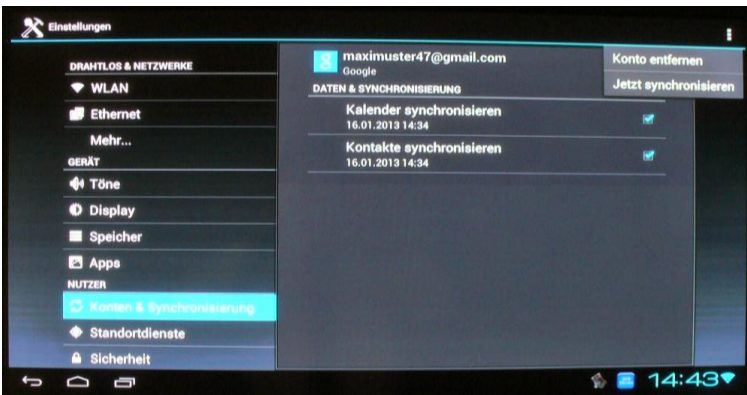 Einstellungen
DRAHTLOS & NETZWERKE
WLAN
Ethernet
Mehr...
GERÄT
Töne
Display
Speicher
Apps
NUTZER
Konten & Synchronisierung
Standortdienste
Sicherheit
maximuster47@gmail.com
Google
DATEN & SYNCHRONISIERUNG
Kalender synchronisieren
16.01.2013 14:34
Kontakte synchronisieren
16.01.2013 14:34
Konto entfernen
Jetzt synchronisieren
14:43